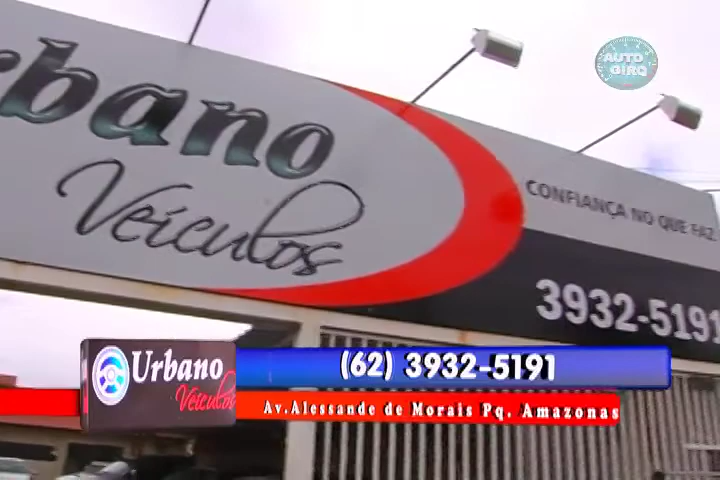 AUTO
GIRO
rbano
Veículos
CONFIANÇA NO QUE FAZ
3932-5191
Urbano
Veículos
(62) 3932-5191
Av.Alessande de Morais Pq. Amazonas